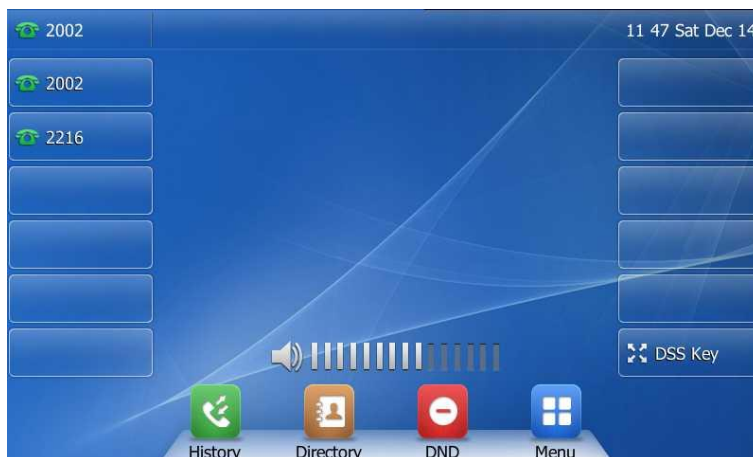 2002
11 47 Sat Dec 14
2002
2216
DSS Key
History
Directory
DND
Menu